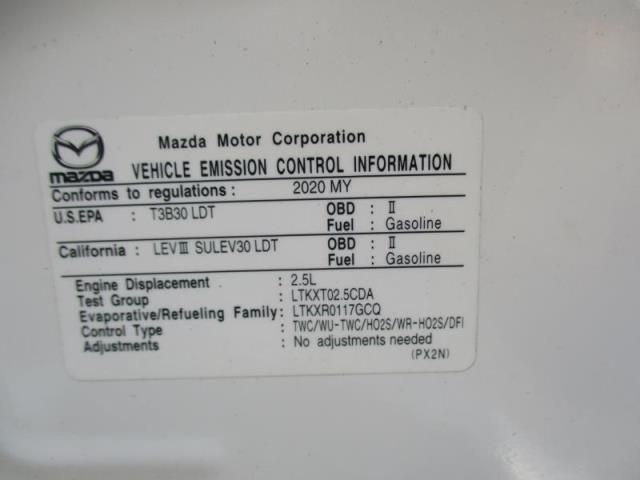 Mazda Motor Corporation
mazda
VEHICLE EMISSION CONTROL INFORMATION
Conforms to regulations : 2020 MY
U.S.EPA : T3B30 LDT OBD : II
Fuel : Gasoline
California : LEVIII SULEV30 LDT OBD : II
Fuel : Gasoline
Engine Displacement : 2.5L
Test Group : LTKXT02.5CDA
Evaporative/Refueling Family: LTKXR0117GCQ
Control Type : TWC/WU-TWC/HO2S/WR-HO2S/DFI
Adjustments : No adjustments needed
(PX2N)